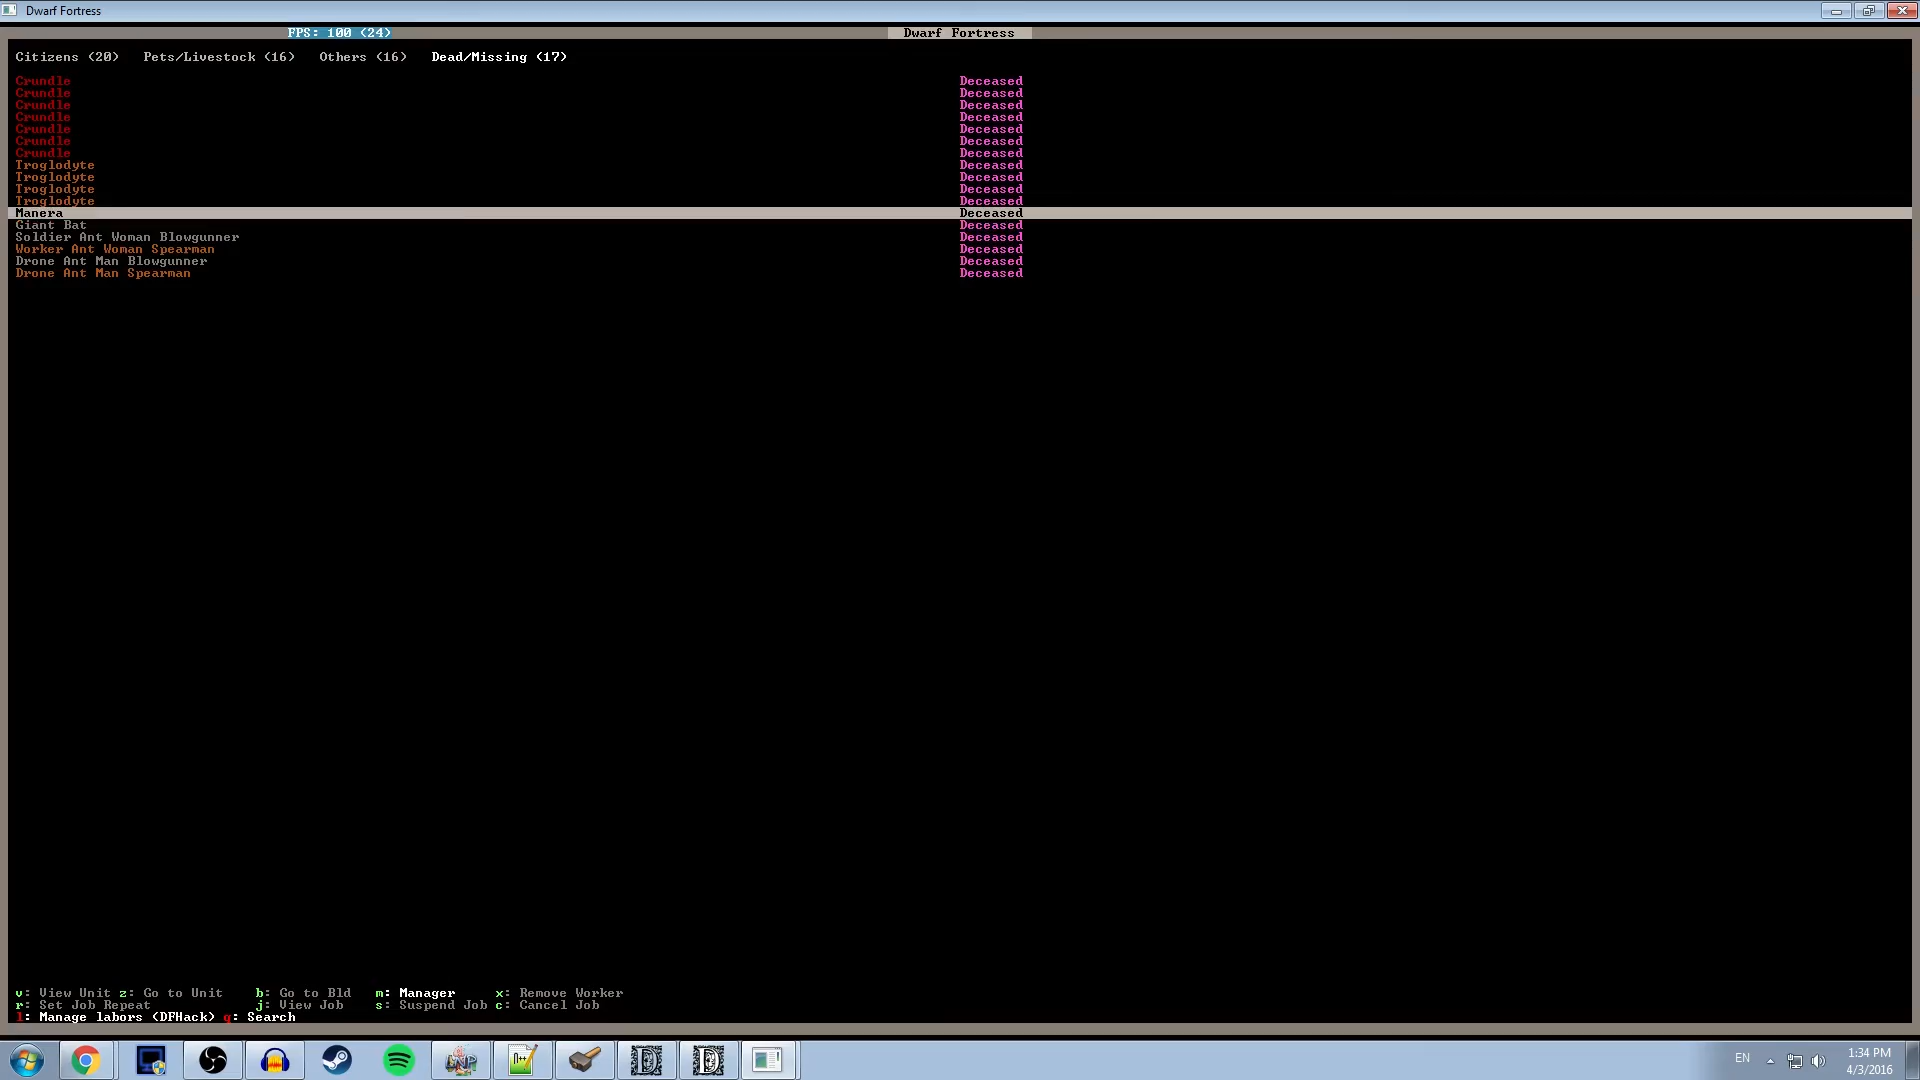 Dwarf Fortress
FPS: 100 (24) Dwarf Fortress
Citizens (20) Pets/Livestock (16) Others (16) Dead/Missing (17)
Crundle Deceased
Crundle Deceased
Crundle Deceased
Crundle Deceased
Crundle Deceased
Crundle Deceased
Crundle Deceased
Troglodyte Deceased
Troglodyte Deceased
Troglodyte Deceased
Troglodyte Deceased
Manera Deceased
Giant Bat Deceased
Soldier Ant Woman Blowgunner Deceased
Worker Ant Woman Spearman Deceased
Drone Ant Man Blowgunner Deceased
Drone Ant Man Spearman Deceased
v: View Unit z: Go to Unit b: Go to Bld m: Manager x: Remove Worker
r: Set Job Repeat j: View Job s: Suspend Job c: Cancel Job
l: Manage labors (DFHack) q: Search
EN 1:34 PM
4/3/2016